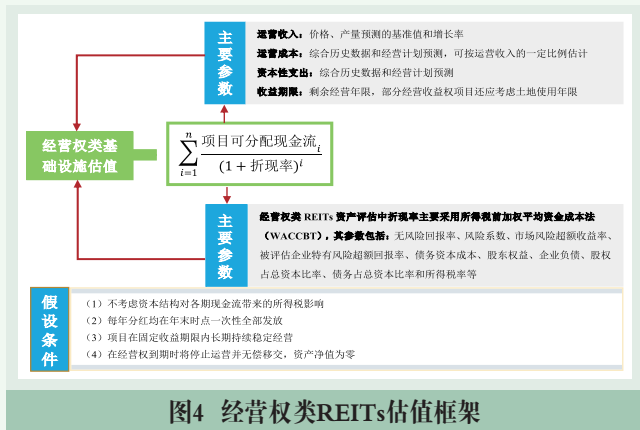 主要参数
运营收入：价格、产量预测的基准值和增长率
运营成本：综合历史数据和经营计划预测，可按运营收入的一定比例估计
资本性支出：综合历史数据和经营计划预测
收益期限：剩余经营年限，部分经营收益权项目还应考虑土地使用年限
经营权类基
础设施估值
n
∑ 项目可分配现金流i
i=1 (1 + 折现率)^i
主要参数
经营权类 REITs 资产评估中折现率主要采用所得税前加权平均资金成本法
（WACCBT），其参数包括：无风险回报率、风险系数、市场风险超额收益率、
被评估企业特有风险超额回报率、债务资本成本、股东权益、企业负债、股权
占总资本比率、债务占总资本比率和所得税率等
假设条件
（1）不考虑资本结构对各期现金流带来的所得税影响
（2）每年分红均在年末时点一次性全部发放
（3）项目在固定收益期限内长期持续稳定经营
（4）在经营权到期时将停止运营并无偿移交，资产净值为零
图4 经营权类REITs估值框架